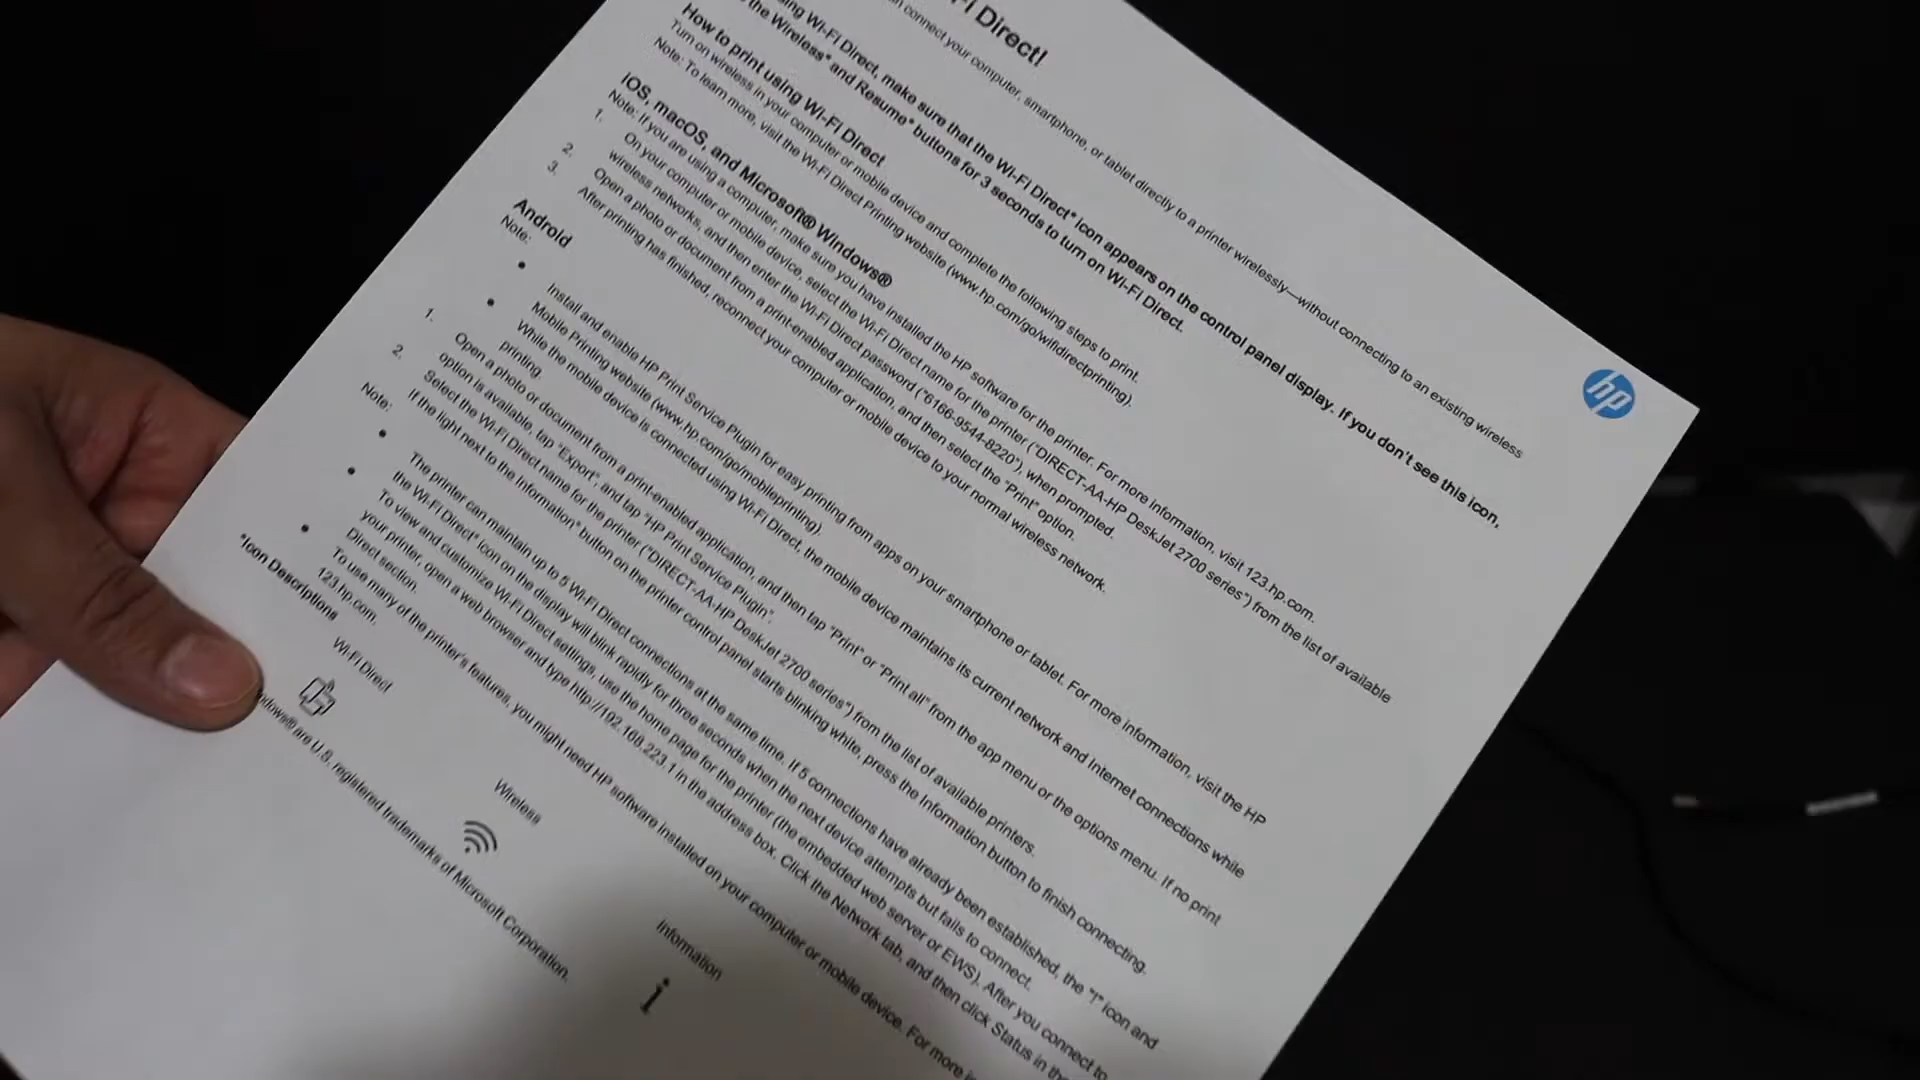 Fi Direct!
connect your computer, smartphone, or tablet directly to a printer wirelessly—without connecting to an existing wireless
using Wi-Fi Direct, make sure that the Wi-Fi Direct* icon appears on the control panel display. If you don't see this icon,
the Wireless* and Resume* buttons for 3 seconds to turn on Wi-Fi Direct.
How to print using Wi-Fi Direct
Turn on wireless in your computer or mobile device and complete the following steps to print.
Note: To learn more, visit the Wi-Fi Direct Printing website (www.hp.com/go/wifidirectprinting).
iOS, macOS, and Microsoft® Windows®
Note: If you are using a computer, make sure you have installed the HP software for the printer. For more information, visit 123.hp.com.
1. On your computer or mobile device, select the Wi-Fi Direct name for the printer ("DIRECT-AA-HP DeskJet 2700 series") from the list of available
wireless networks, and then enter the Wi-Fi Direct password ("6166-9544-8220"), when prompted.
2. Open a photo or document from a print-enabled application, and then select the "Print" option.
3. After printing has finished, reconnect your computer or mobile device to your normal wireless network.
Android
Note:
• Install and enable HP Print Service Plugin for easy printing from apps on your smartphone or tablet. For more information, visit the HP
Mobile Printing website (www.hp.com/go/mobileprinting).
• While the mobile device is connected using Wi-Fi Direct, the mobile device maintains its current network and Internet connections while
printing.
1. Open a photo or document from a print-enabled application, and then tap "Print" or "Print all" from the app menu or the options menu. If no print
option is available, tap "Export", and tap "HP Print Service Plugin".
2. Select the Wi-Fi Direct name for the printer ("DIRECT-AA-HP DeskJet 2700 series") from the list of available printers.
If the light next to the Information* button on the printer control panel starts blinking while, press the Information button to finish connecting.
Note:
• The printer can maintain up to 5 Wi-Fi Direct connections at the same time. If 5 connections have already been established, the "!" icon and
the Wi-Fi Direct* icon on the display will blink rapidly for three seconds when the next device attempts but fails to connect.
• To view and customize Wi-Fi Direct settings, use the home page for the printer (the embedded web server or EWS). After you connect to
your printer, open a web browser and type http://192.168.223.1 in the address box. Click the Network tab, and then click Status in the
Direct section.
• To use many of the printer's features, you might need HP software installed on your computer or mobile device. For more
123.hp.com.
*Icon Descriptions
Wi-Fi Direct
Wireless
Information
i
are U.S. registered trademarks of Microsoft Corporation.
hp